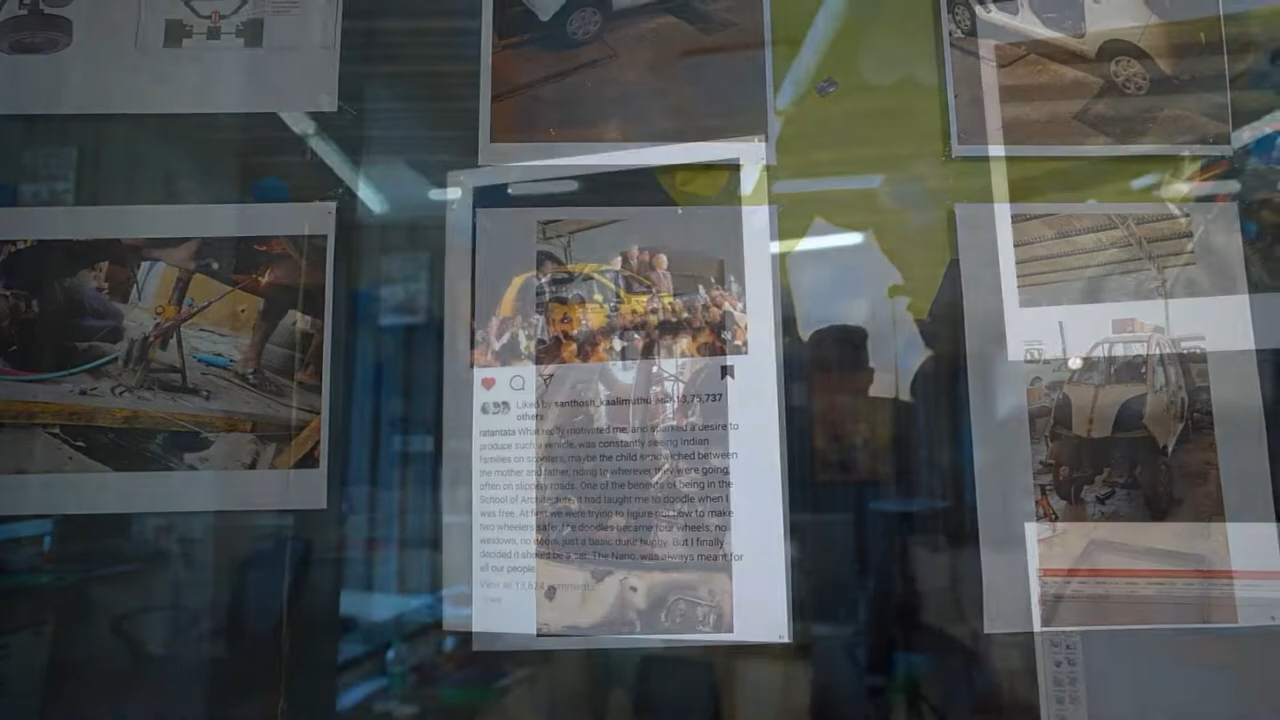 Liked by santhosh_kaalimuthu and 13,75,737
others
ratantata What really motivated me, and sparked a desire to
produce such a vehicle, was constantly seeing Indian
families on scooters, maybe the child sandwiched between
the mother and father, riding to wherever they were going,
often on slippery roads. One of the benefits of being in the
School of Architecture, it had taught me to doodle when I
was free. At first we were trying to figure out how to make
two wheelers safer, the doodles became four wheels, no
windows, no doors, just a basic dune buggy. But I finally
decided it should be a car. The Nano, was always meant for
all our people.
View all 13,624 comments